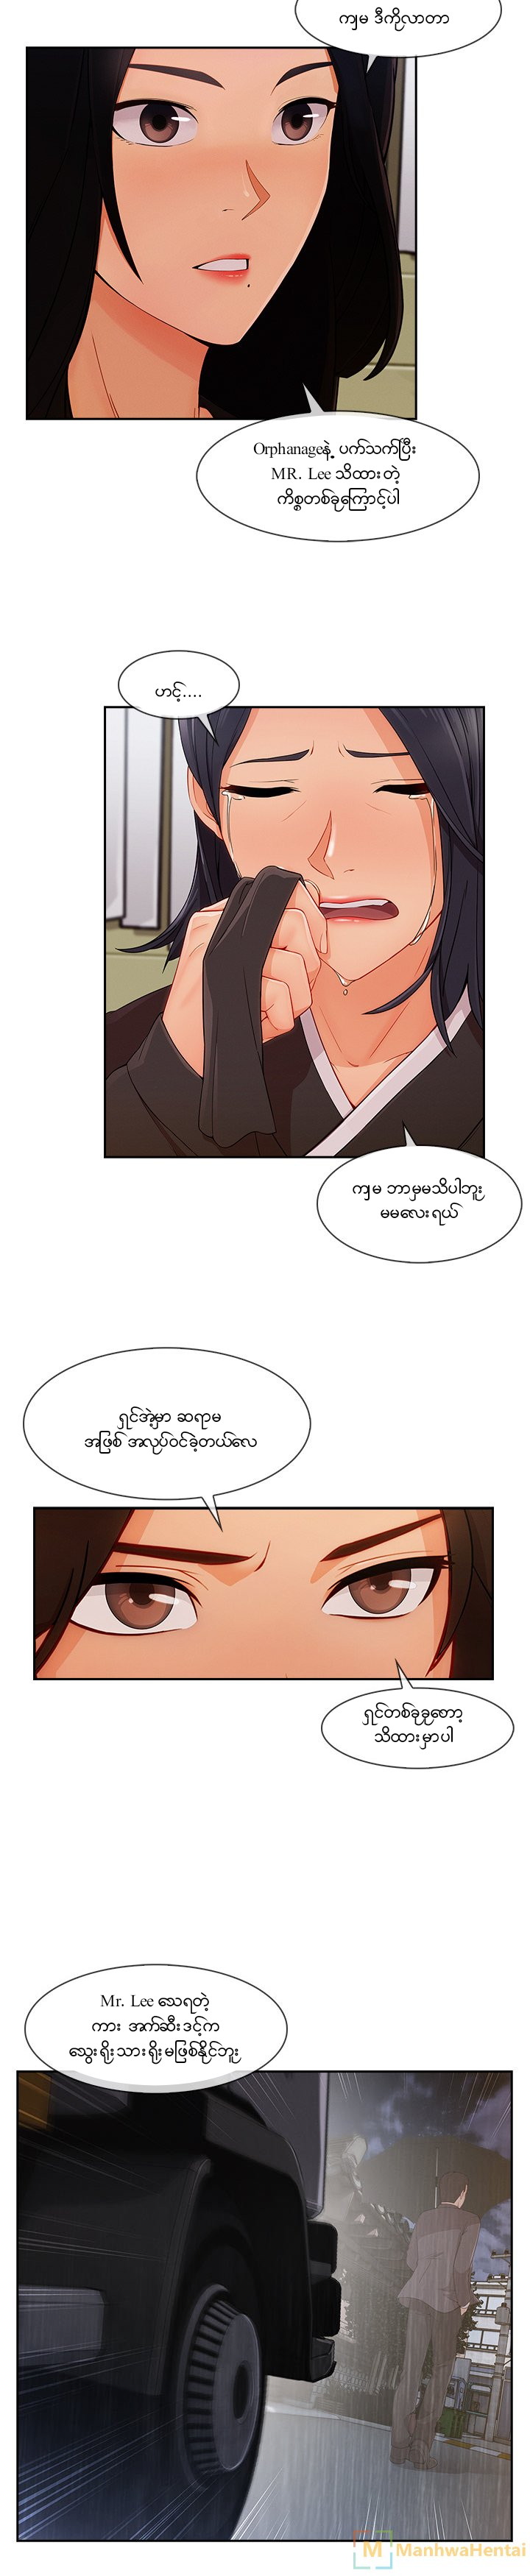 ကျမ ဒီကိုလာတာ
Orphanageနဲ့ ပက်သက်ပြီး
MR. Lee သိထားတဲ့
ကိစ္စတစ်ခုကြောင့်ပါ
ဟင့်....
ကျမ ဘာမှမသိပါဘူး
မမလေးရယ်
ရှင်အဲ့မှာ ဆရာမ
အဖြစ် အလုပ်ဝင်ခဲ့တယ်လေ
ရှင်တစ်ခုခုတော့
သိထားမှာပါ
Mr. Lee သေရတဲ့
ကား အက်ဆီးဒင့်က
သွေးရိုးသားရိုးမဖြစ်နိုင်ဘူး
ManhwaHentai